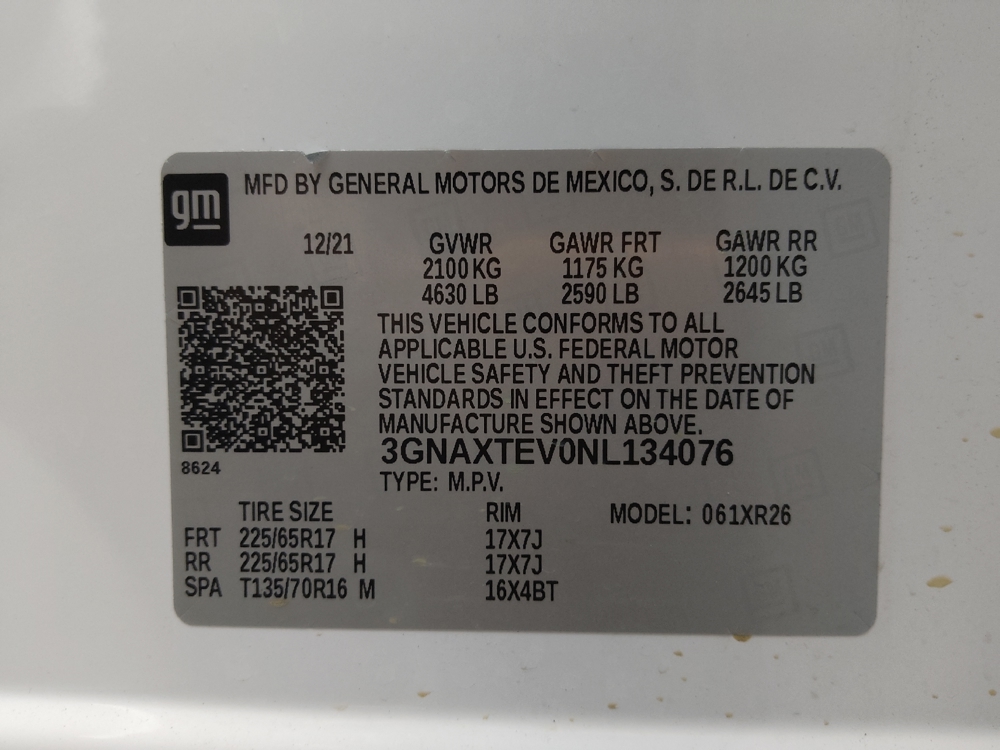 gm
MFD BY GENERAL MOTORS DE MEXICO, S. DE R.L. DE C.V.
12/21 GVWR GAWR FRT GAWR RR
2100 KG 1175 KG 1200 KG
4630 LB 2590 LB 2645 LB
THIS VEHICLE CONFORMS TO ALL
APPLICABLE U.S. FEDERAL MOTOR
VEHICLE SAFETY AND THEFT PREVENTION
STANDARDS IN EFFECT ON THE DATE OF
MANUFACTURE SHOWN ABOVE.
3GNAXTEV0NL134076
8624
TYPE: M.P.V.
TIRE SIZE RIM MODEL: 061XR26
FRT 225/65R17 H 17X7J
RR 225/65R17 H 17X7J
SPA T135/70R16 M 16X4BT